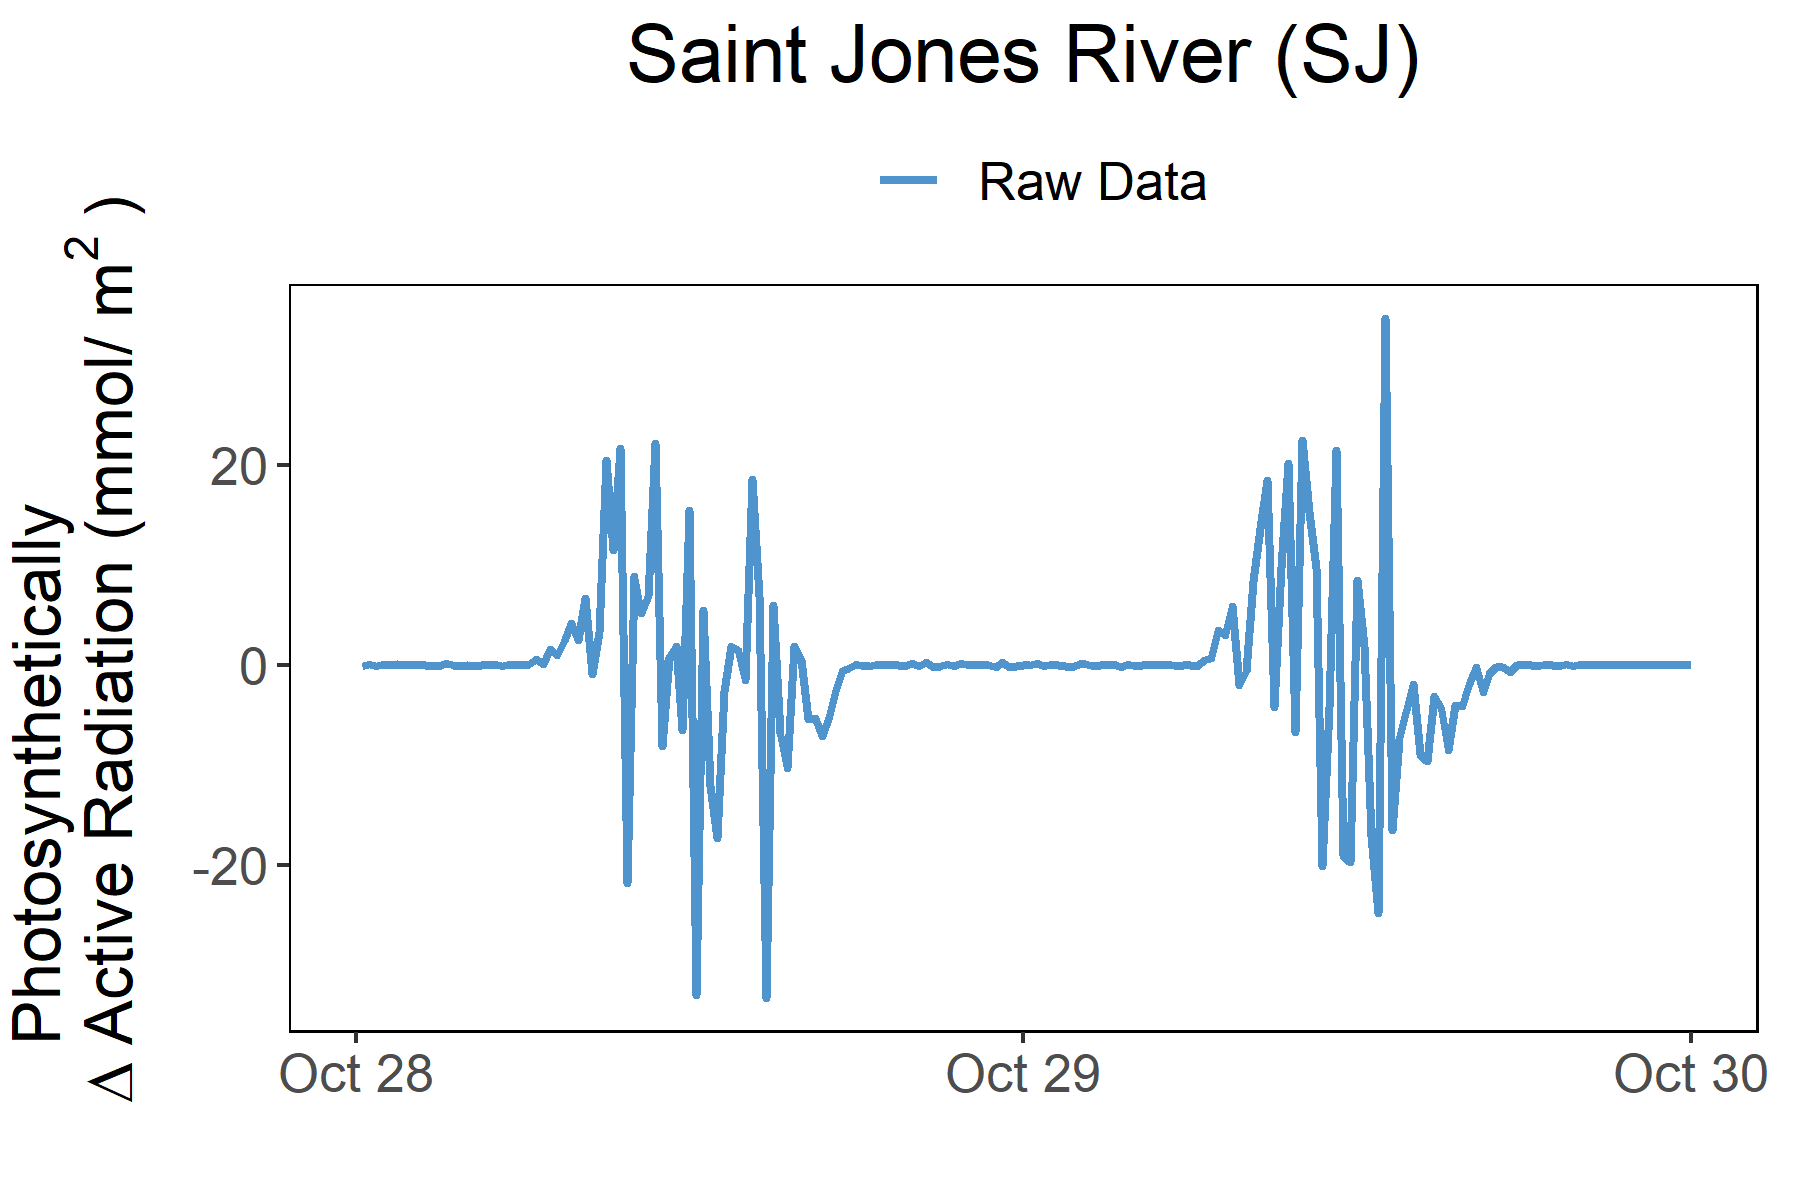 Saint Jones River (SJ)
Raw Data
Photosynthetically
Δ Active Radiation (mmol/ m² )
20
0
-20
Oct 28
Oct 29
Oct 30